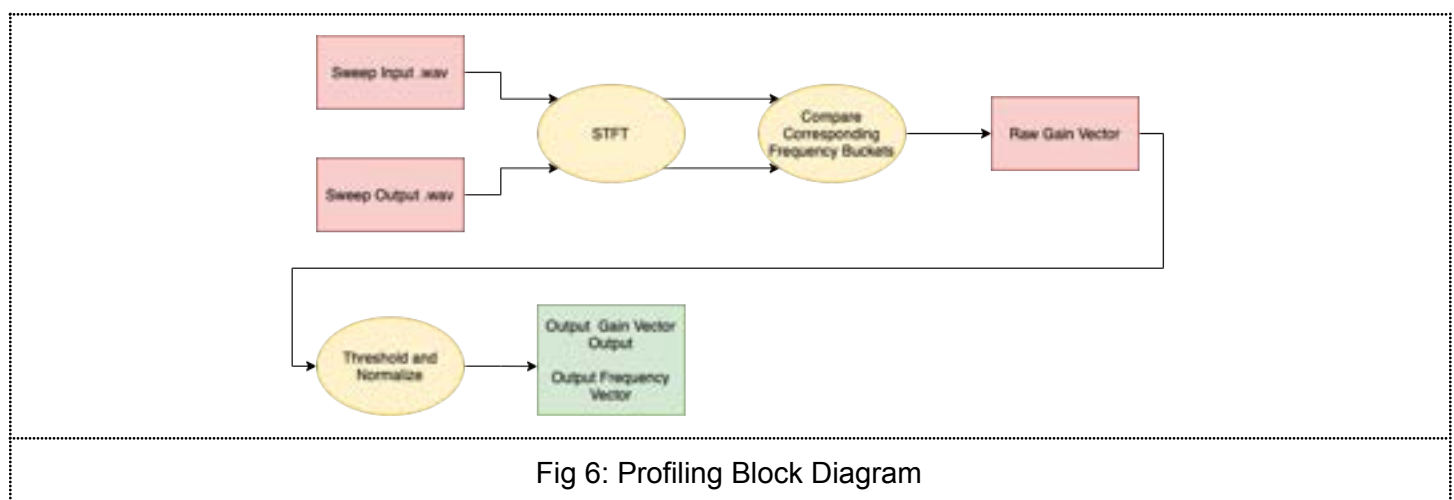 Sweep Input .wav
Sweep Output .wav
STFT
Compare
Corresponding
Frequency Buckets
Raw Gain Vector
Threshold and
Normalize
Output Gain Vector
Output
Output Frequency
Vector
Fig 6: Profiling Block Diagram